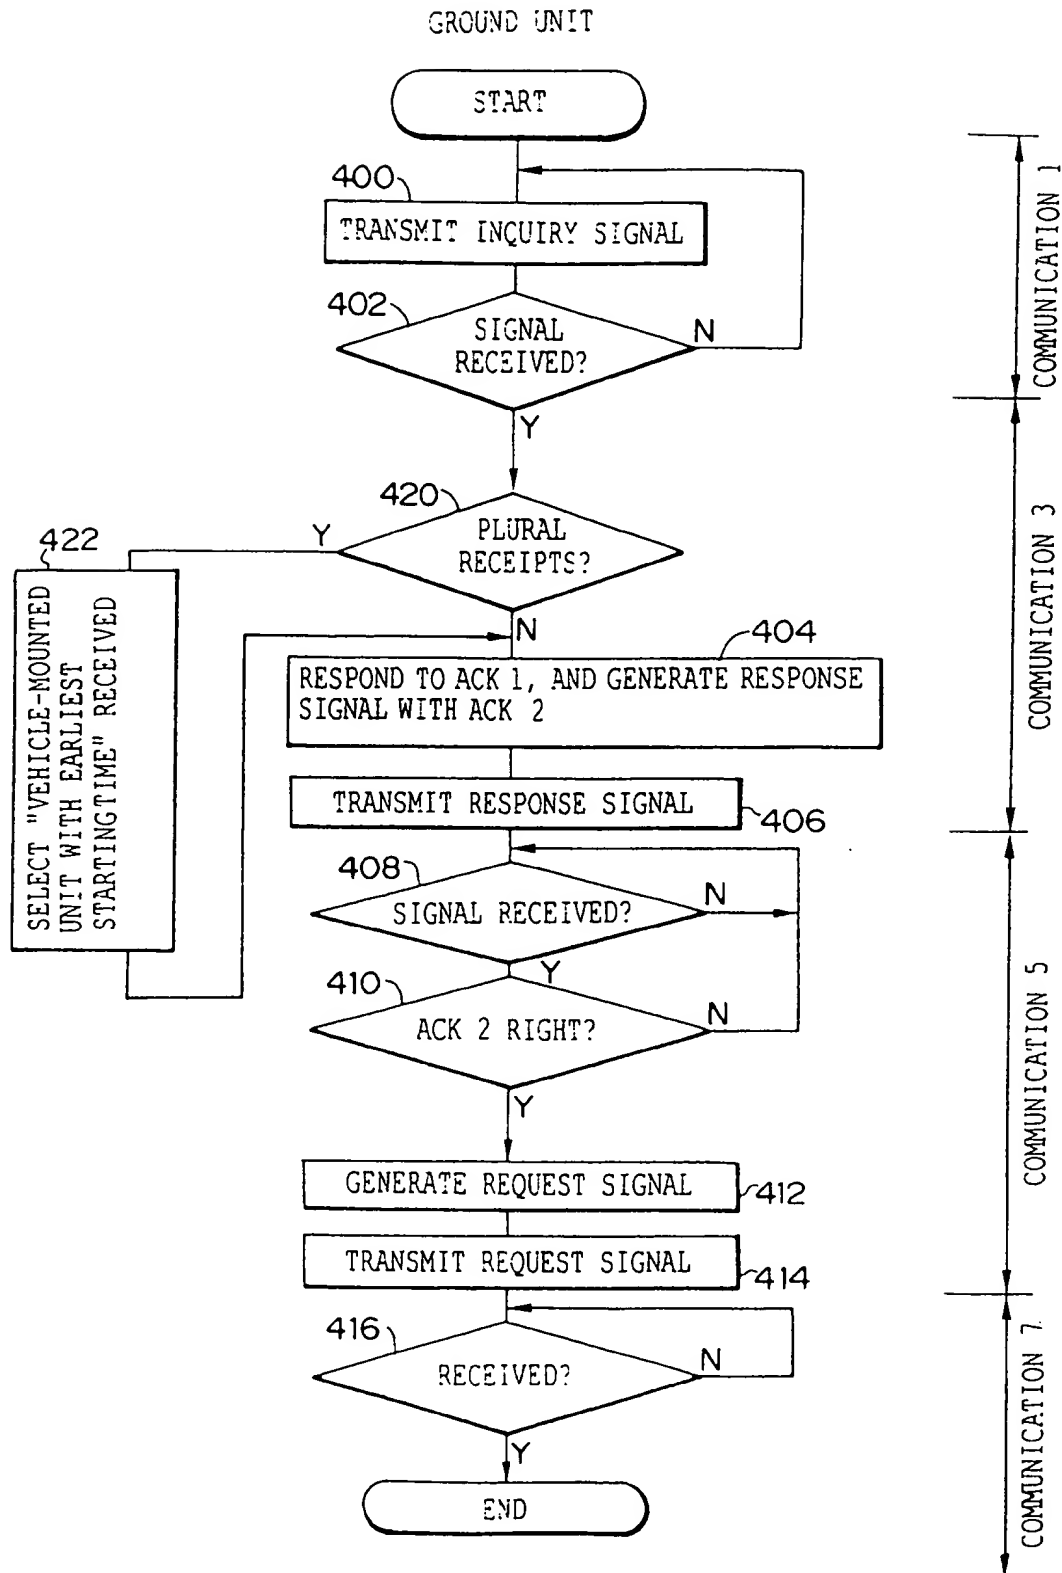 GROUND UNIT
START
400
TRANSMIT INQUIRY SIGNAL
402
SIGNAL
RECEIVED?
N
Y
COMMUNICATION 1
420
PLURAL
RECEIPTS?
Y
N
422
SELECT "VEHICLE-MOUNTED
UNIT WITH EARLIEST
STARTINGTIME" RECEIVED
404
RESPOND TO ACK 1, AND GENERATE RESPONSE
SIGNAL WITH ACK 2
TRANSMIT RESPONSE SIGNAL
406
COMMUNICATION 3
408
SIGNAL RECEIVED?
N
Y
410
ACK 2 RIGHT?
N
Y
GENERATE REQUEST SIGNAL
412
TRANSMIT REQUEST SIGNAL
414
COMMUNICATION 5
416
RECEIVED?
N
Y
END
COMMUNICATION 7